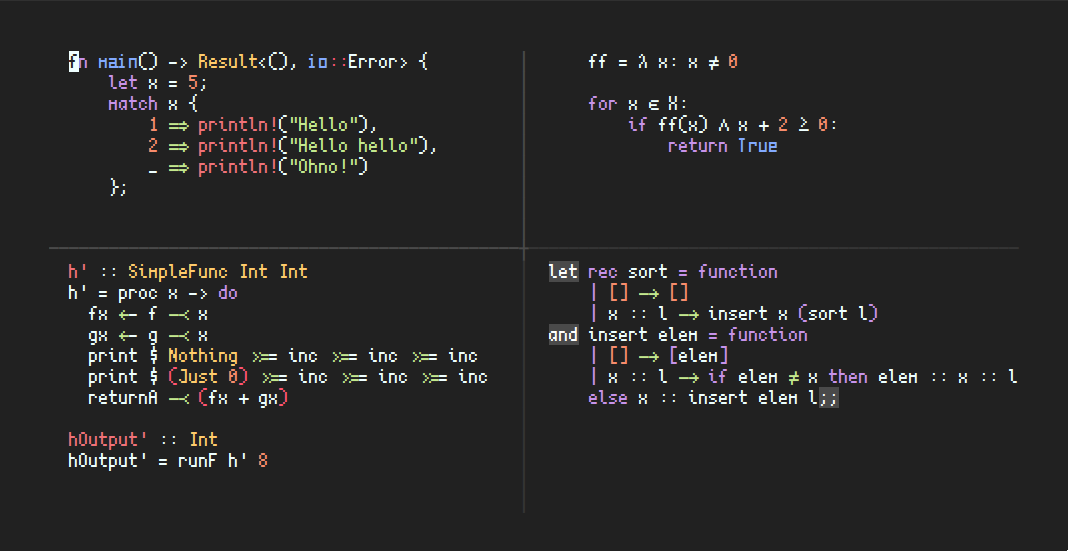 fn main() -> Result<(), io::Error> {
    let x = 5;
    match x {
        1 => println!("Hello"),
        2 => println!("Hello hello"),
        _ => println!("Ohno!")
    };
ff = λ x: x ≠ 0
for x ∈ X:
    if ff(x) ∧ x + 2 ≥ 0:
        return True
h' :: SimpleFunc Int Int
h' = proc x -> do
  fx <- f -< x
  gx <- g -< x
  print $ Nothing >>= inc >>= inc >>= inc
  print $ (Just 0) >>= inc >>= inc >>= inc
  returnA -< (fx + gx)
hOutput' :: Int
hOutput' = runF h' 8
let rec sort = function
    | [] → []
    | x :: l → insert x (sort l)
and insert elem = function
    | [] → [elem]
    | x :: l → if elem ≠ x then elem :: x :: l
    else x :: insert elem l;;